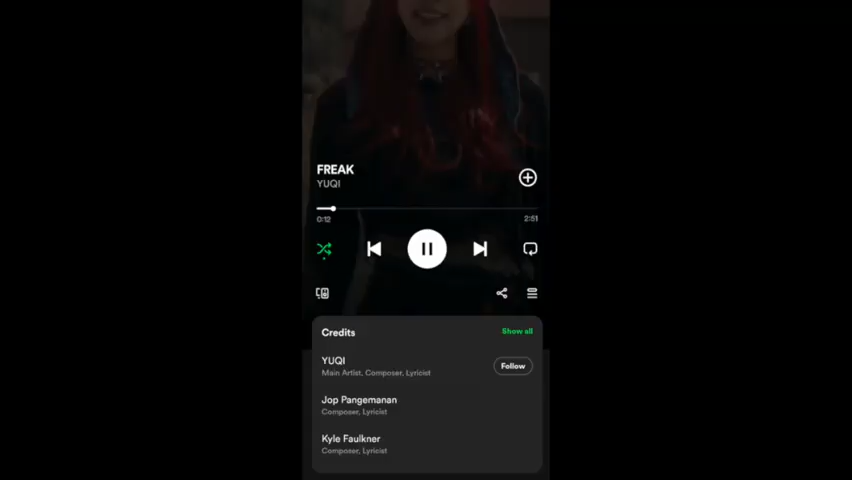 FREAK
YUQI
0:12 2:51
Credits Show all
YUQI
Main Artist, Composer, Lyricist
Follow
Jop Pangemanan
Composer, Lyricist
Kyle Faulkner
Composer, Lyricist